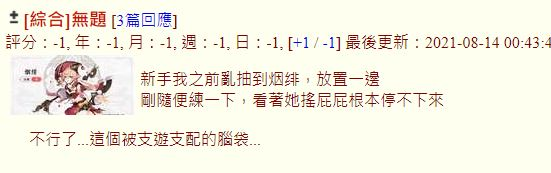 [綜合]無題 [3篇回應]
評分：-1, 年：-1, 月：-1, 週：-1, 日：-1, [+1 / -1] 最後更新：2021-08-14 00:43:4
新手我之前亂抽到烟緋，放置一邊
剛隨便練一下，看著她搖屁屁根本停不下來
不行了...這個被支遊支配的腦袋...